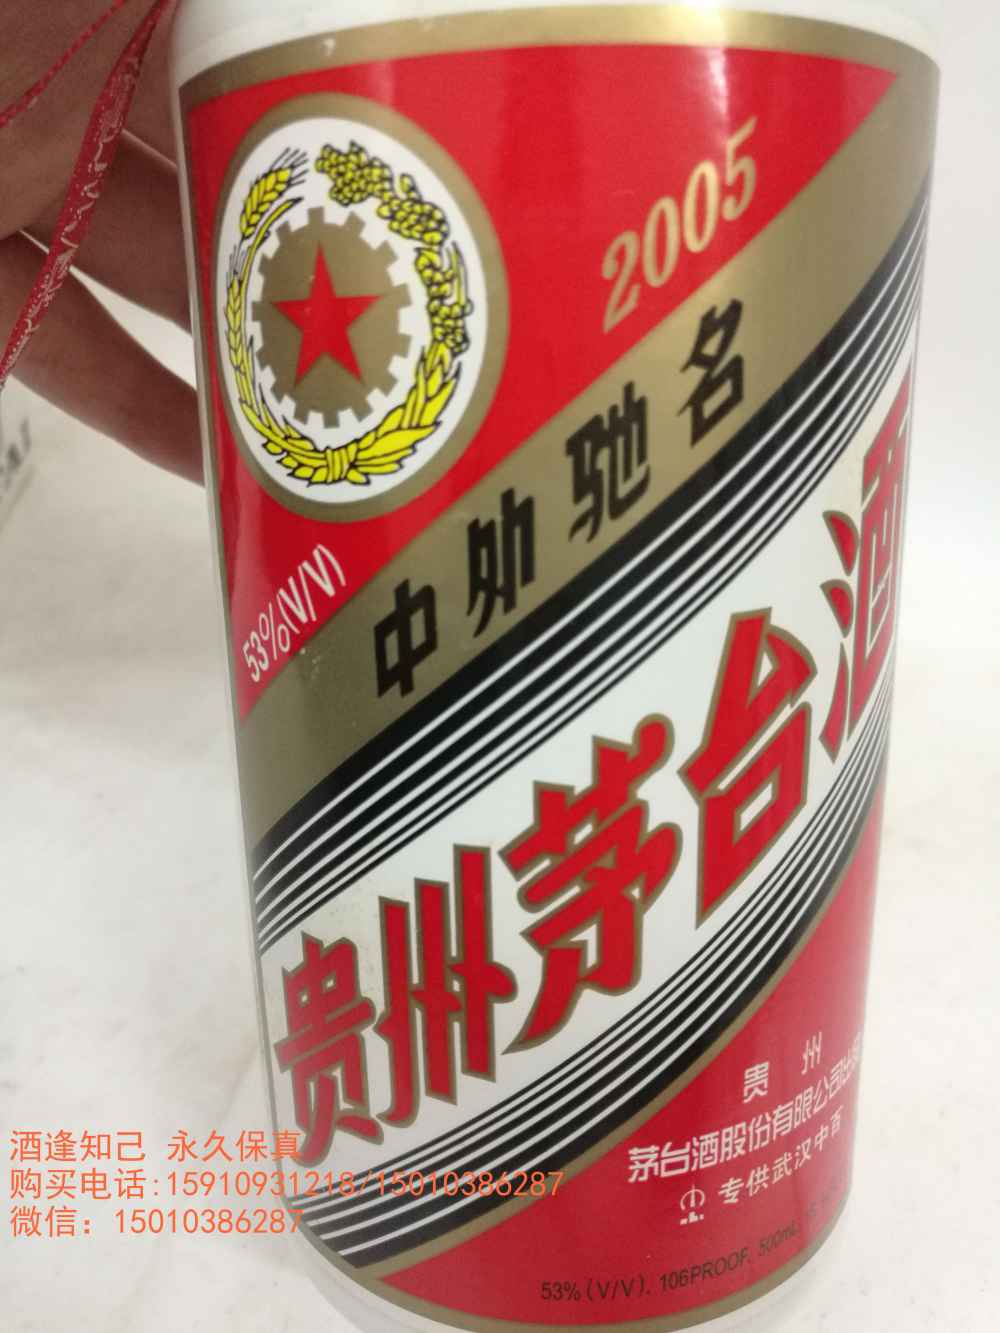 2005
中外驰名
53%(V/V)
贵州茅台酒
贵 州
茅台酒股份有限公司出品
专供武汉中百
53% (V/V). 106PROOF. 500mL
酒逢知己 永久保真
购买电话:15910931218/15010386287
微信：15010386287